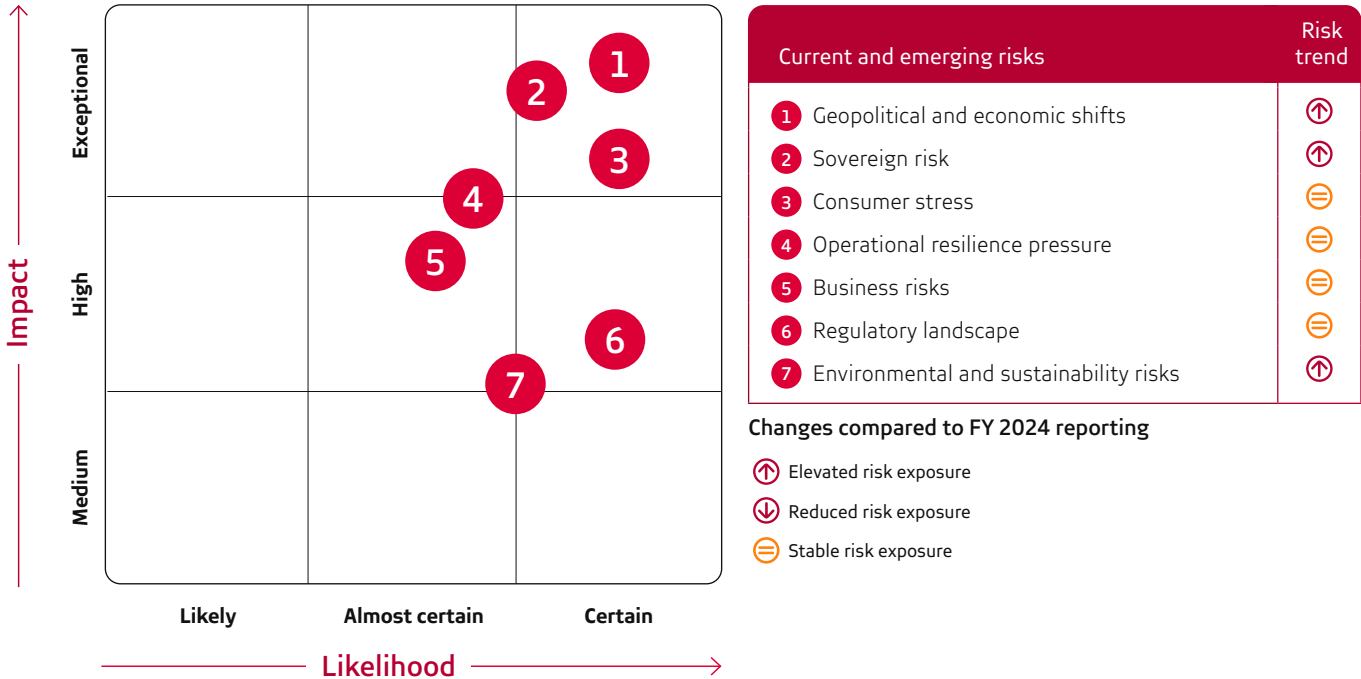 Impact
Exceptional
High
Medium
1
2
3
4
5
6
7
Likely
Almost certain
Certain
Likelihood
Current and emerging risks
Risk trend
1 Geopolitical and economic shifts
2 Sovereign risk
3 Consumer stress
4 Operational resilience pressure
5 Business risks
6 Regulatory landscape
7 Environmental and sustainability risks
Changes compared to FY 2024 reporting
Elevated risk exposure
Reduced risk exposure
Stable risk exposure